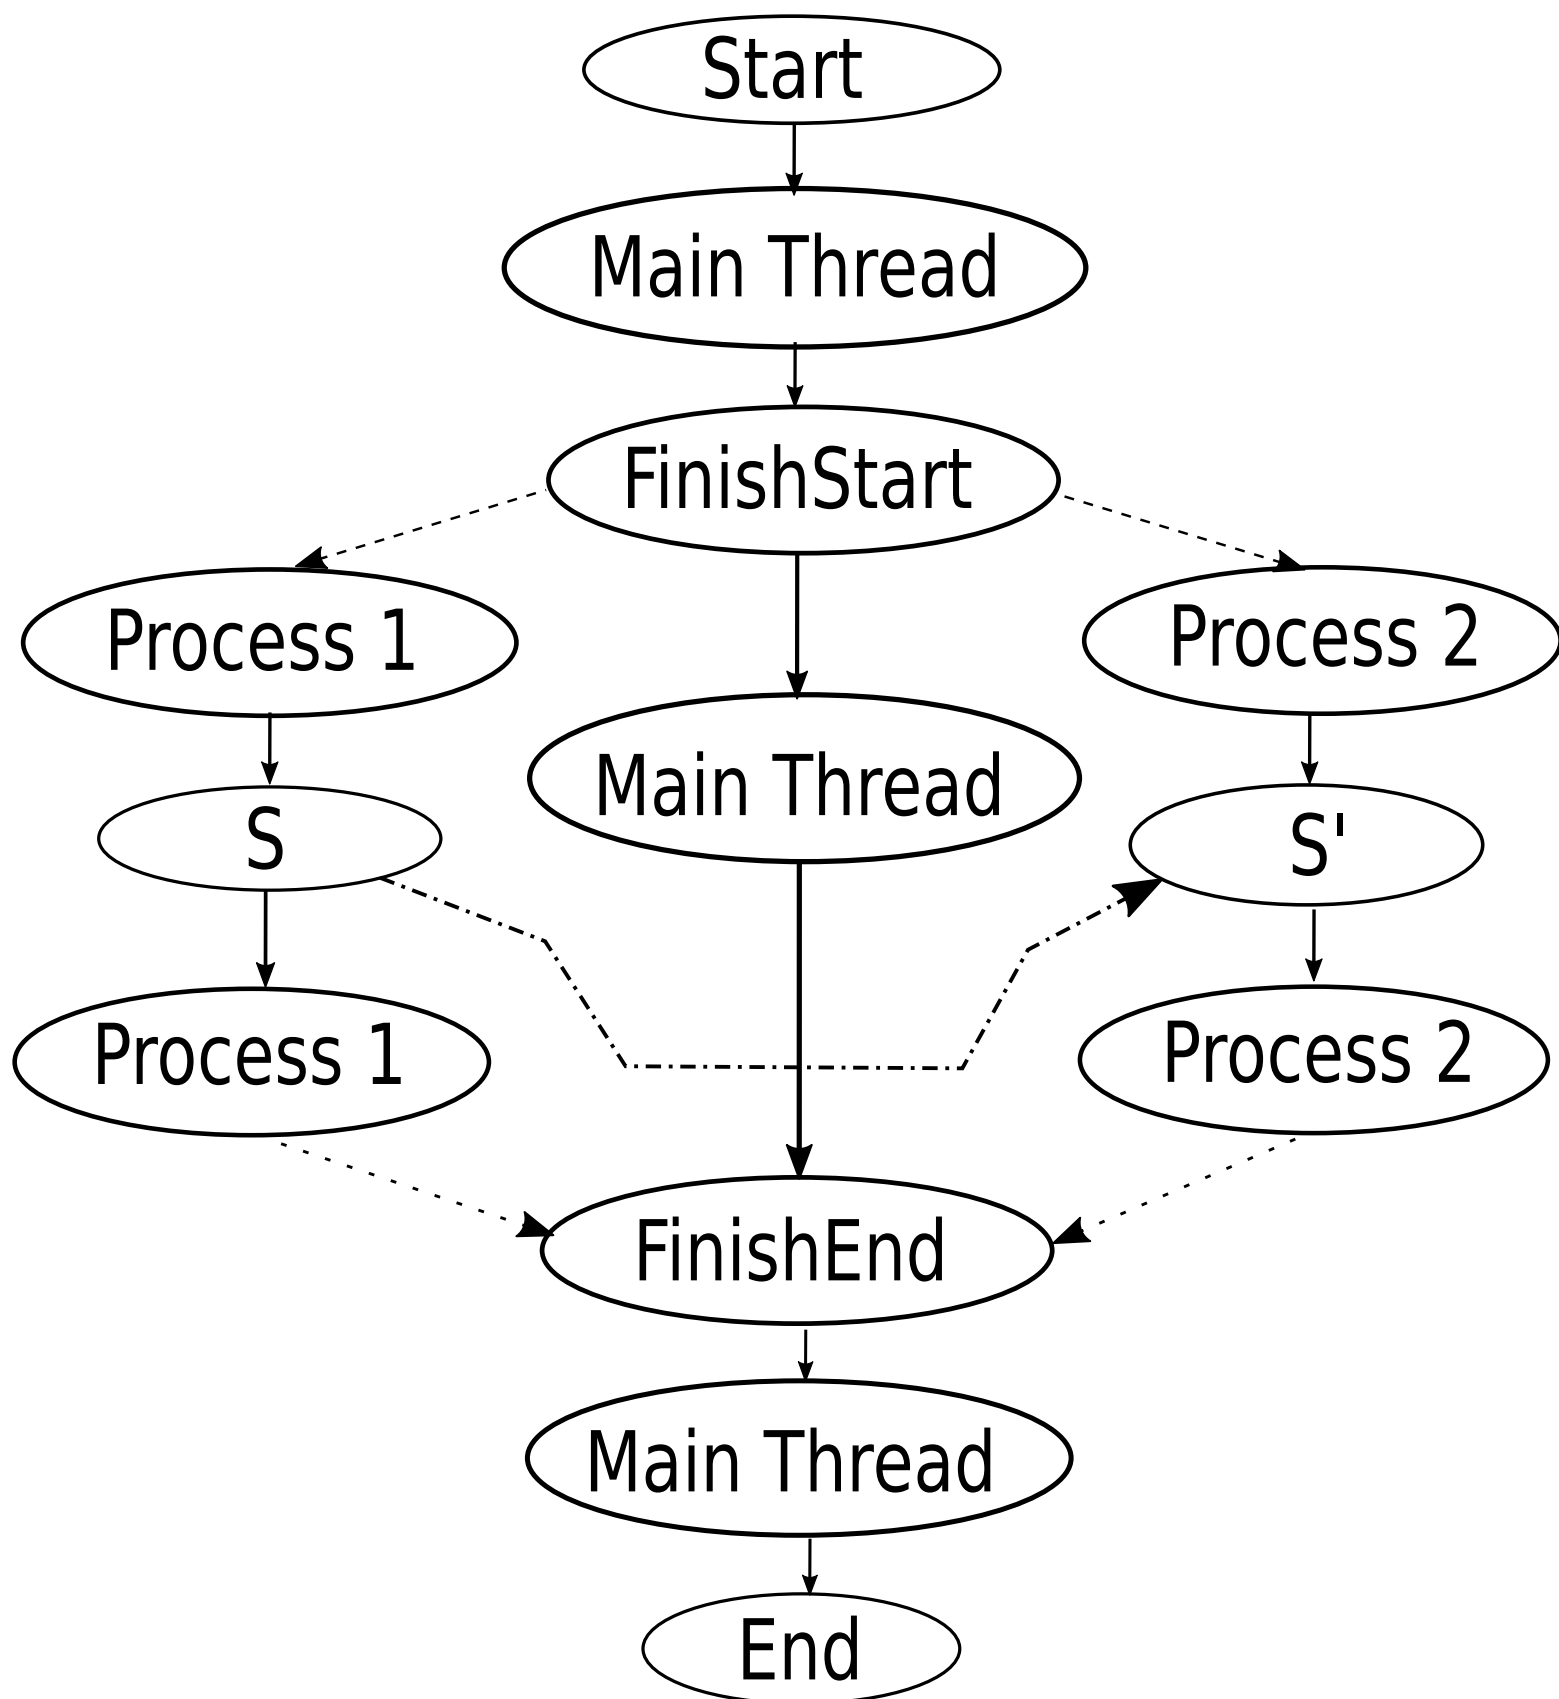 Start
Main Thread
FinishStart
Process 1
Process 2
Main Thread
S
S'
Process 1
Process 2
FinishEnd
Main Thread
End